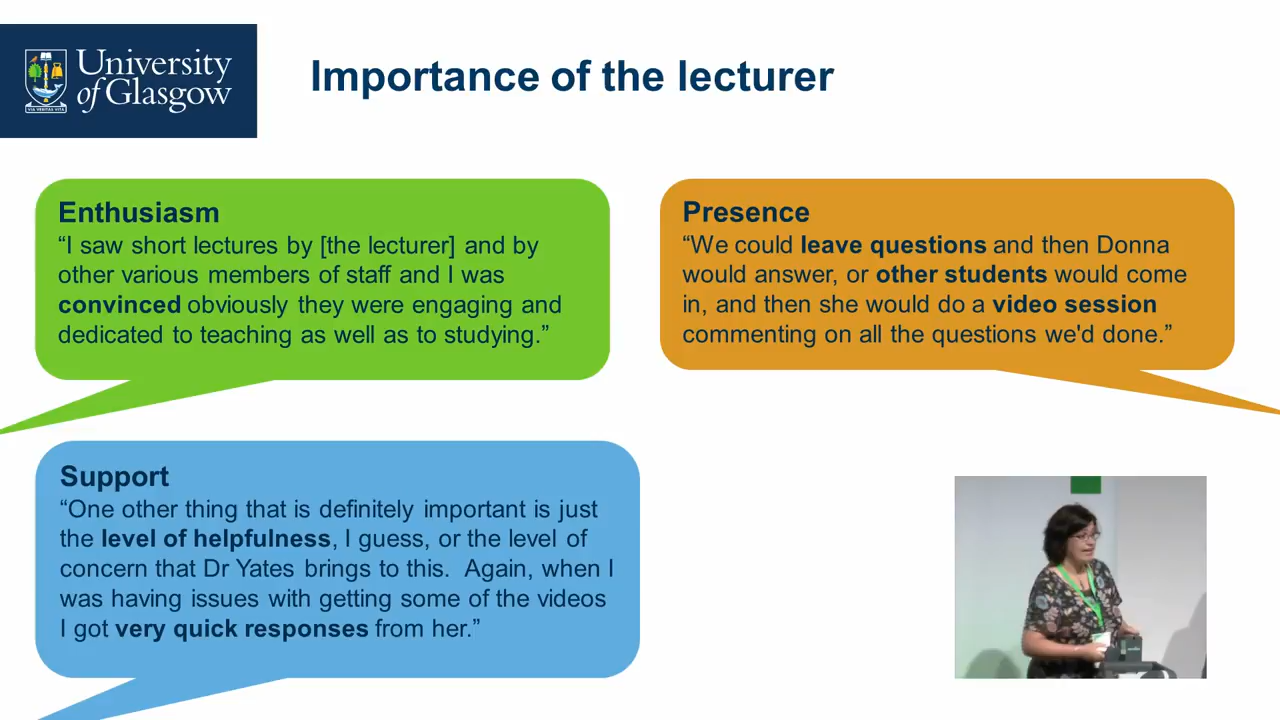 University
of Glasgow
VIA VERITAS VITA
Importance of the lecturer
Enthusiasm
“I saw short lectures by [the lecturer] and by
other various members of staff and I was
convinced obviously they were engaging and
dedicated to teaching as well as to studying.”
Presence
“We could leave questions and then Donna
would answer, or other students would come
in, and then she would do a video session
commenting on all the questions we'd done.”
Support
“One other thing that is definitely important is just
the level of helpfulness, I guess, or the level of
concern that Dr Yates brings to this.  Again, when I
was having issues with getting some of the videos
I got very quick responses from her.”